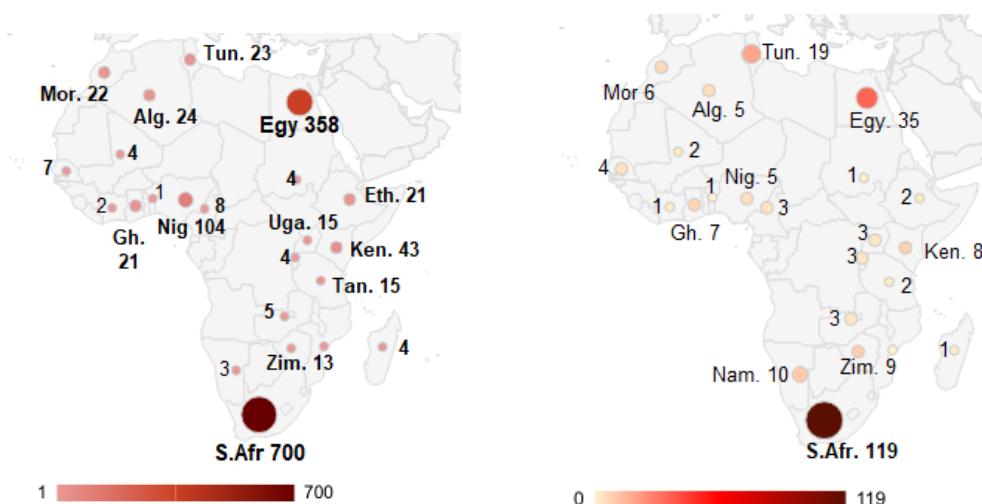 Tun. 23
Mor. 22
Alg. 24
Egy 358
4
7
4
Eth. 21
1
2
8
Nig 104
Gh.
21
Uga. 15
Ken. 43
4
Tan. 15
5
4
Zim. 13
3
S.Afr 700
1
700
Tun. 19
Mor 6
Alg. 5
Egy. 35
2
4
Nig. 5
1
1
2
1
3
Gh. 7
3
Ken. 8
3
2
3
1
Zim. 9
Nam. 10
S.Afr. 119
0
119